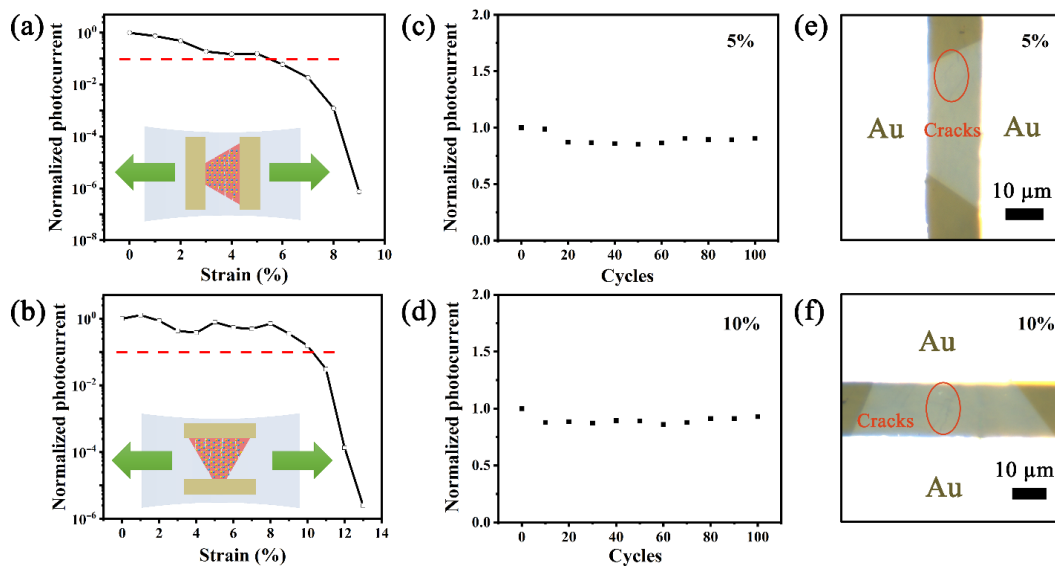 (a)
Normalized photocurrent
10⁰
10⁻²
10⁻⁴
10⁻⁶
10⁻⁸
0 2 4 6 8 10
Strain (%)
(c)
Normalized photocurrent
2.0
1.5
1.0
0.5
0.0
5%
0 20 40 60 80 100
Cycles
(e)
5%
Au
Cracks
Au
10 µm
(b)
Normalized photocurrent
10⁰
10⁻²
10⁻⁴
10⁻⁶
0 2 4 6 8 10 12 14
Strain (%)
(d)
Normalized photocurrent
2.0
1.5
1.0
0.5
0.0
10%
0 20 40 60 80 100
Cycles
(f)
10%
Au
Cracks
10 µm
Au